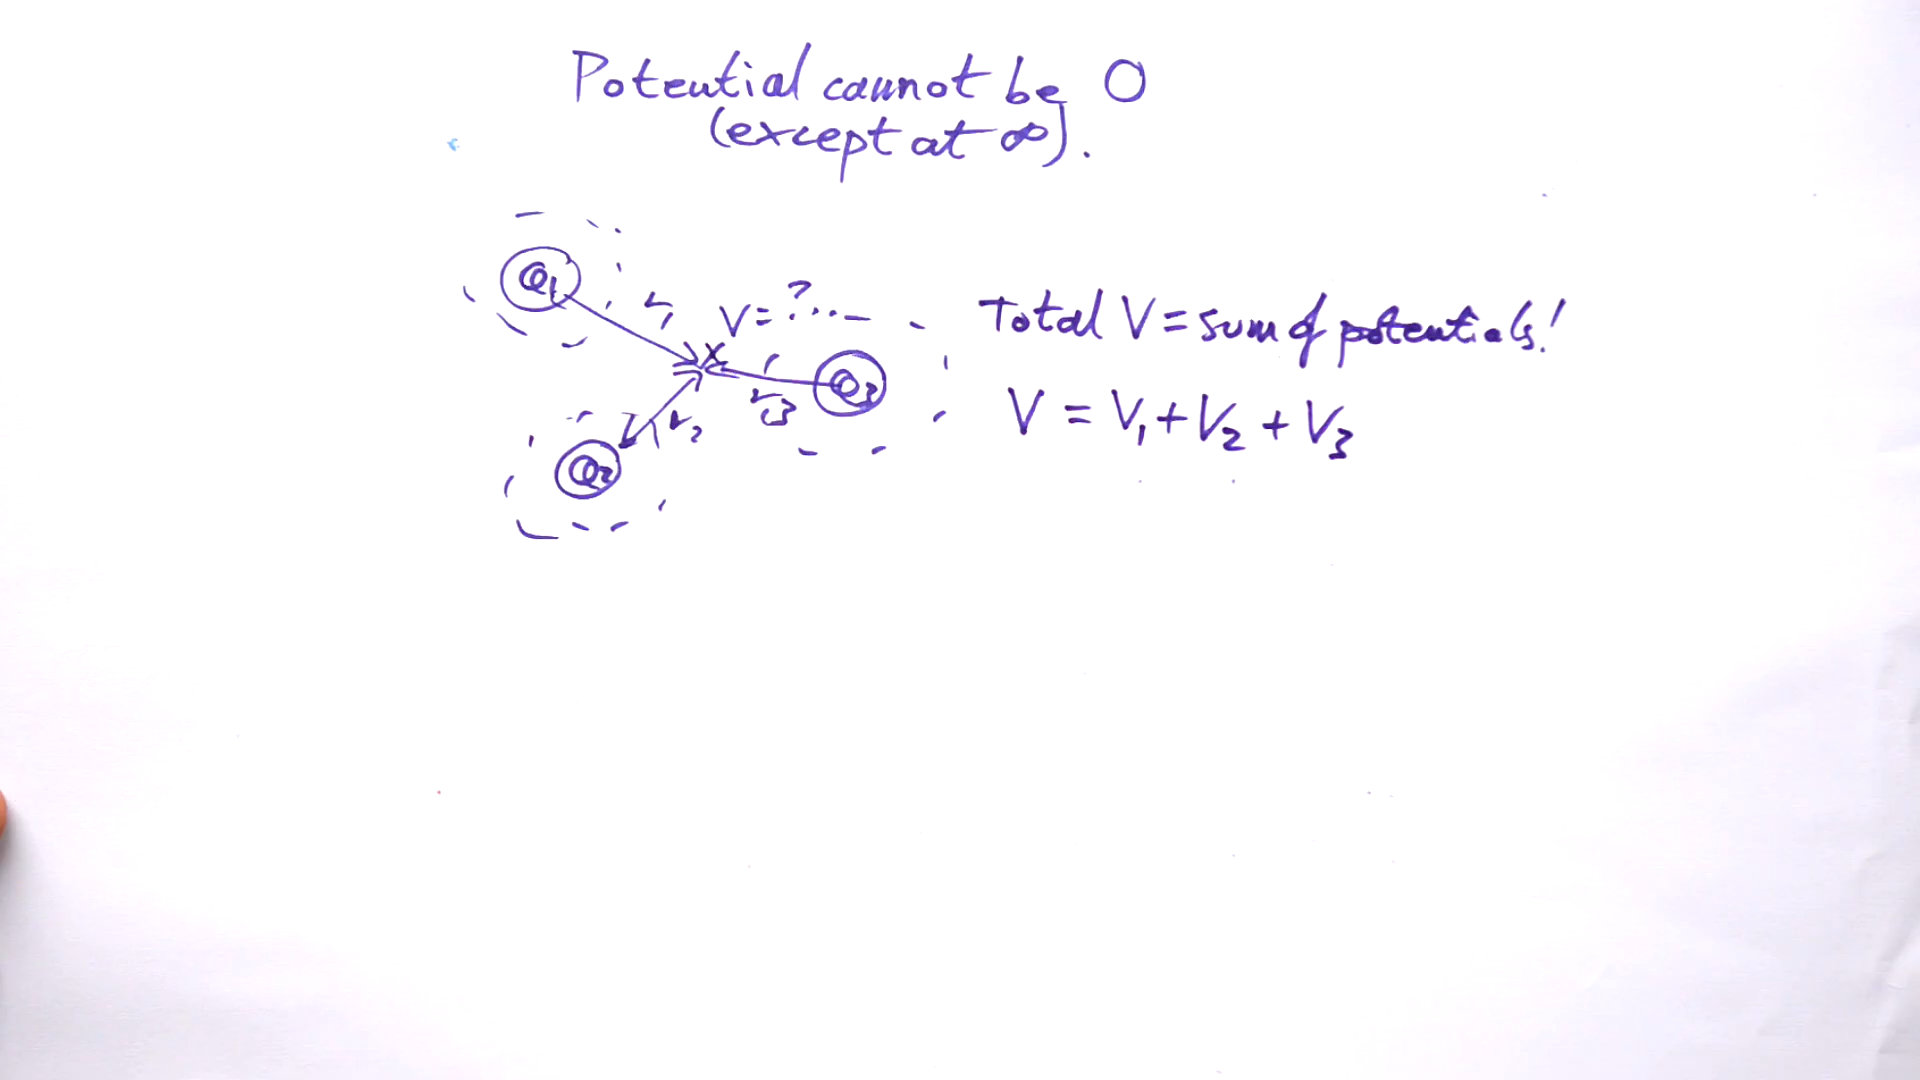 Potential cannot be 0
(except at ∞).
Q1
r1
V=?...
Total V = sum of potentials!
r3
Q3
V = V1 + V2 + V3
r2
Q2